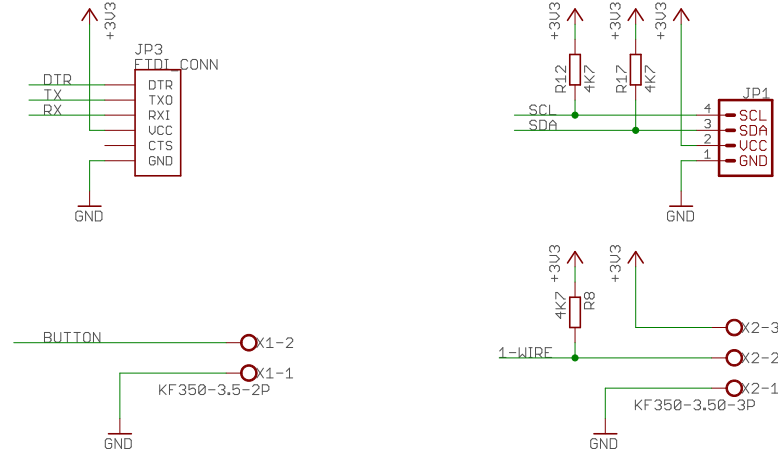 +3V3
JP3
FTDI_CONN
DTR
TX
RX
DTR
TXO
RXI
VCC
CTS
GND
GND
+3V3
+3V3
+3V3
R12
4K7
R17
4K7
JP1
SCL
SDA
4
3
2
1
SCL
SDA
VCC
GND
GND
BUTTON
X1-2
X1-1
KF350-3.5-2P
GND
+3V3
+3V3
4K7
R8
1-WIRE
X2-3
X2-2
X2-1
KF350-3.50-3P
GND